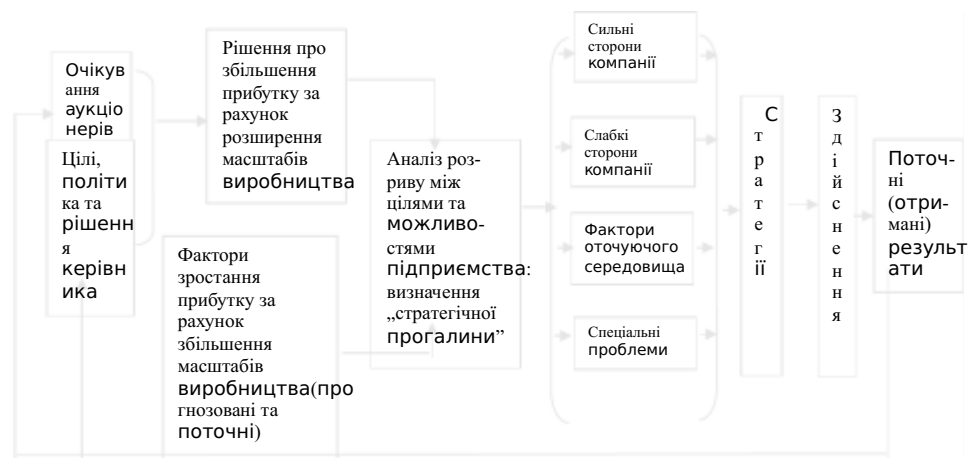 Очікув
ання
аукціо
нерів
Цілі,
політи
ка та
рішенн
я
керівн
ика
Рішення про
збільшення
прибутку за
рахунок
розширення
масштабів
виробництва
Фактори
зростання
прибутку за
рахунок
збільшення
масштабів
виробництва(про
гнозовані та
поточні)
Аналіз роз-
риву між
цілями та
можливо-
стями
підприємства:
визначення
„стратегічної
прогалини”
Сильні
сторони
компанії
Слабкі
сторони
компанії
Фактори
оточуючого
середовища
Спеціальні
проблеми
С
т
р
а
т
е
г
ії
З
д
і
й
с
н
е
н
н
я
Поточ-
ні
(отри-
мані)
результ
ати